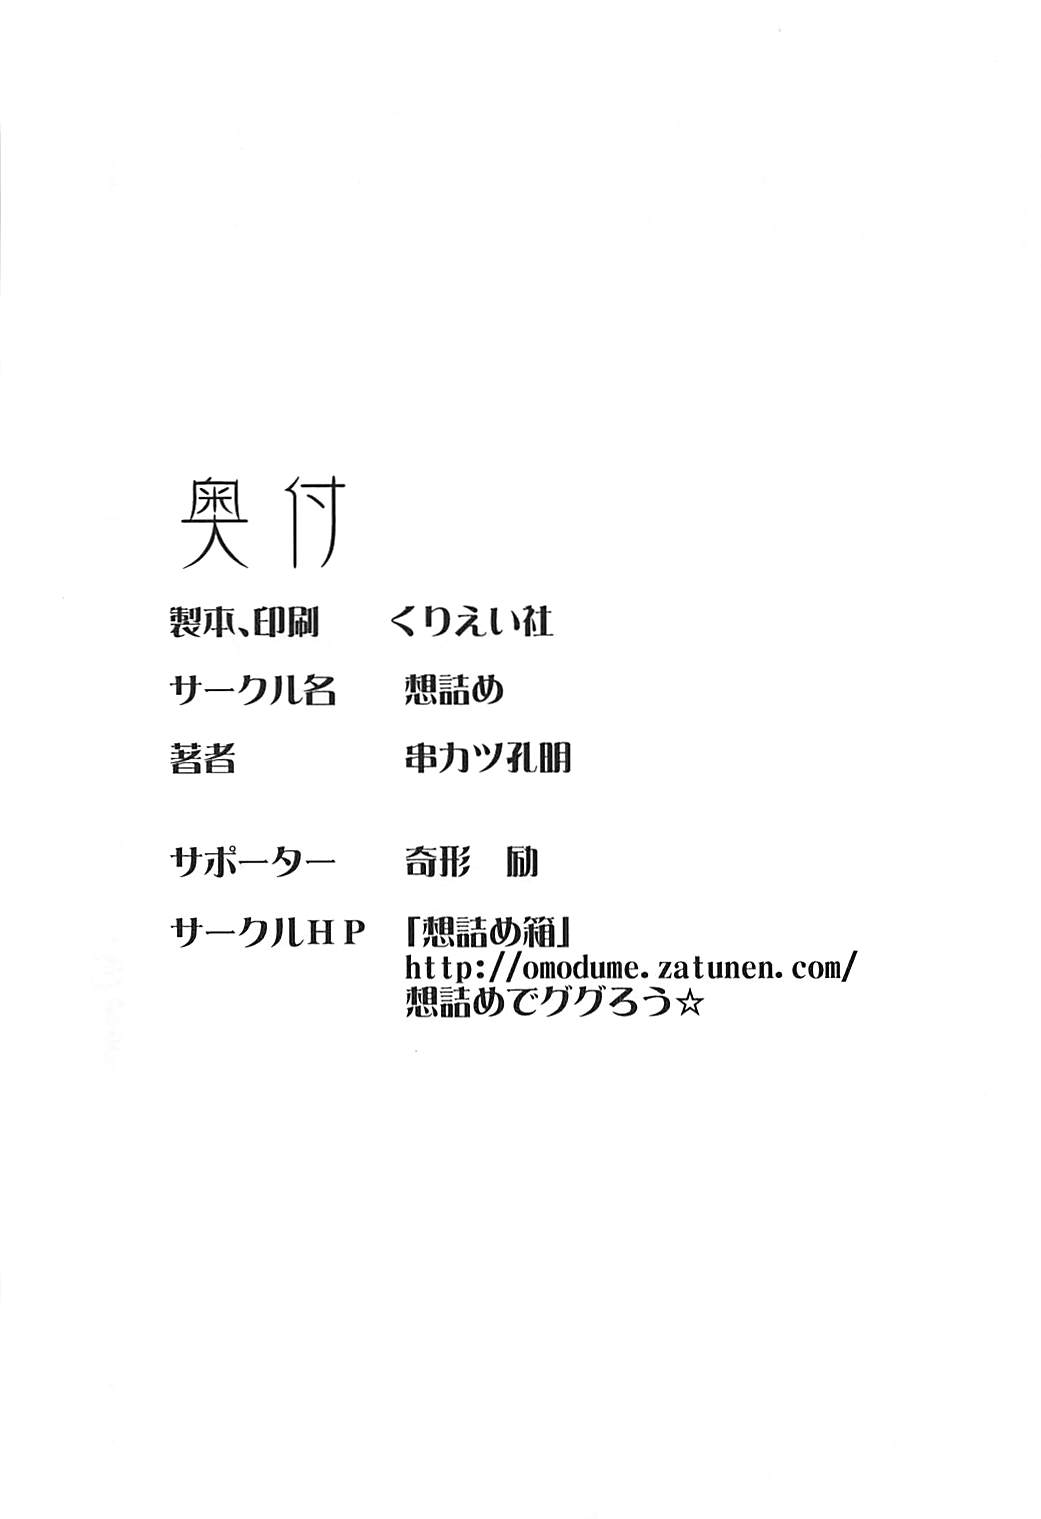 奥付
製本、印刷　くりえい社
サークル名　想詰め
著者　串カツ孔明
サポーター　奇形　励
サークルHP　『想詰め箱』
http://omodume.zatunen.com/
想詰めでググろう☆